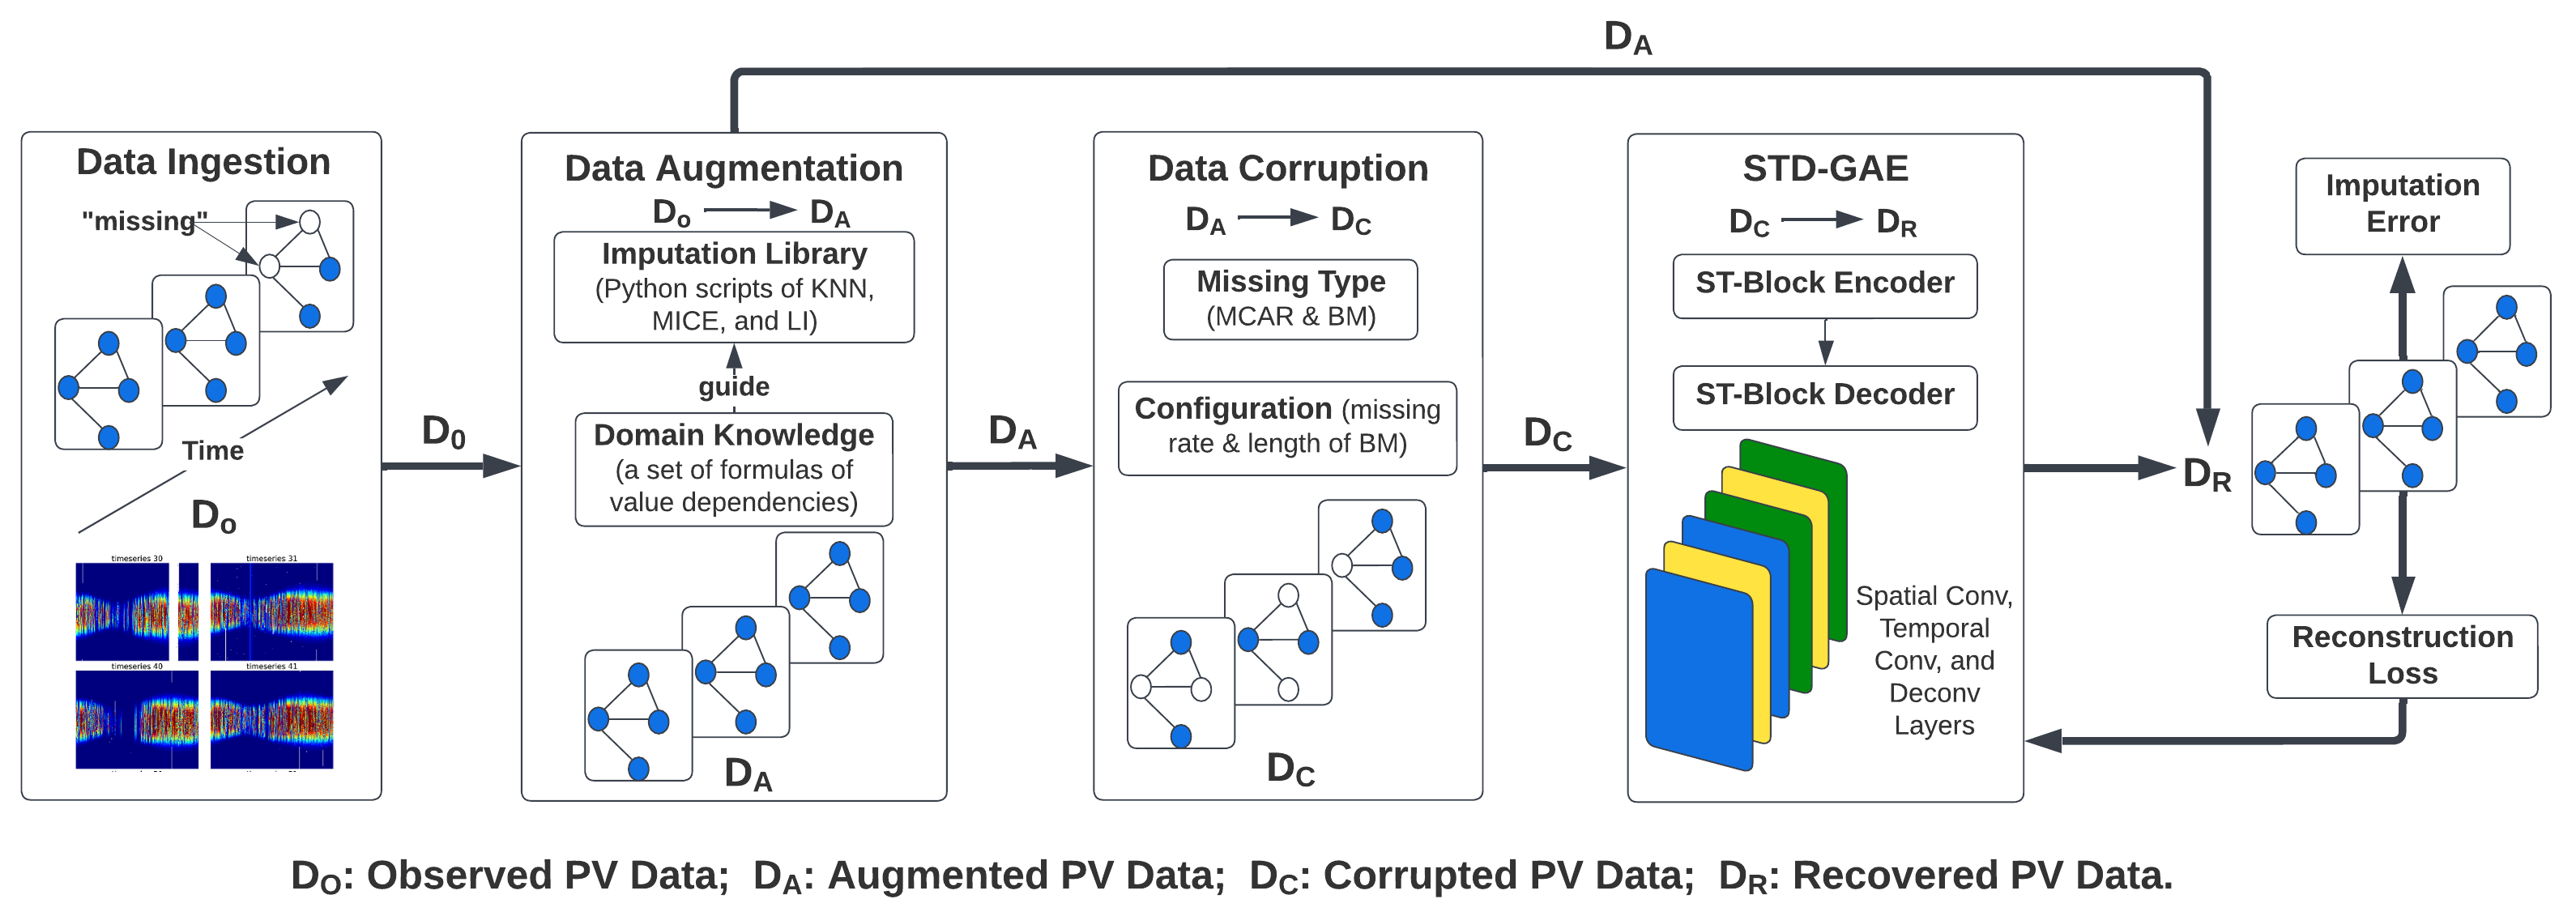 D_A
Data Ingestion
"missing"
Time
D_o
timeseries 30
timeseries 31
timeseries 40
timeseries 41
D_0
Data Augmentation
D_o D_A
Imputation Library
(Python scripts of KNN,
MICE, and LI)
guide
Domain Knowledge
(a set of formulas of
value dependencies)
D_A
D_A
Data Corruption
D_A D_C
Missing Type
(MCAR & BM)
Configuration (missing
rate & length of BM)
D_C
D_C
STD-GAE
D_C D_R
ST-Block Encoder
ST-Block Decoder
Spatial Conv,
Temporal
Conv, and
Deconv
Layers
D_R
Imputation
Error
Reconstruction
Loss
D_O: Observed PV Data; D_A: Augmented PV Data; D_C: Corrupted PV Data; D_R: Recovered PV Data.